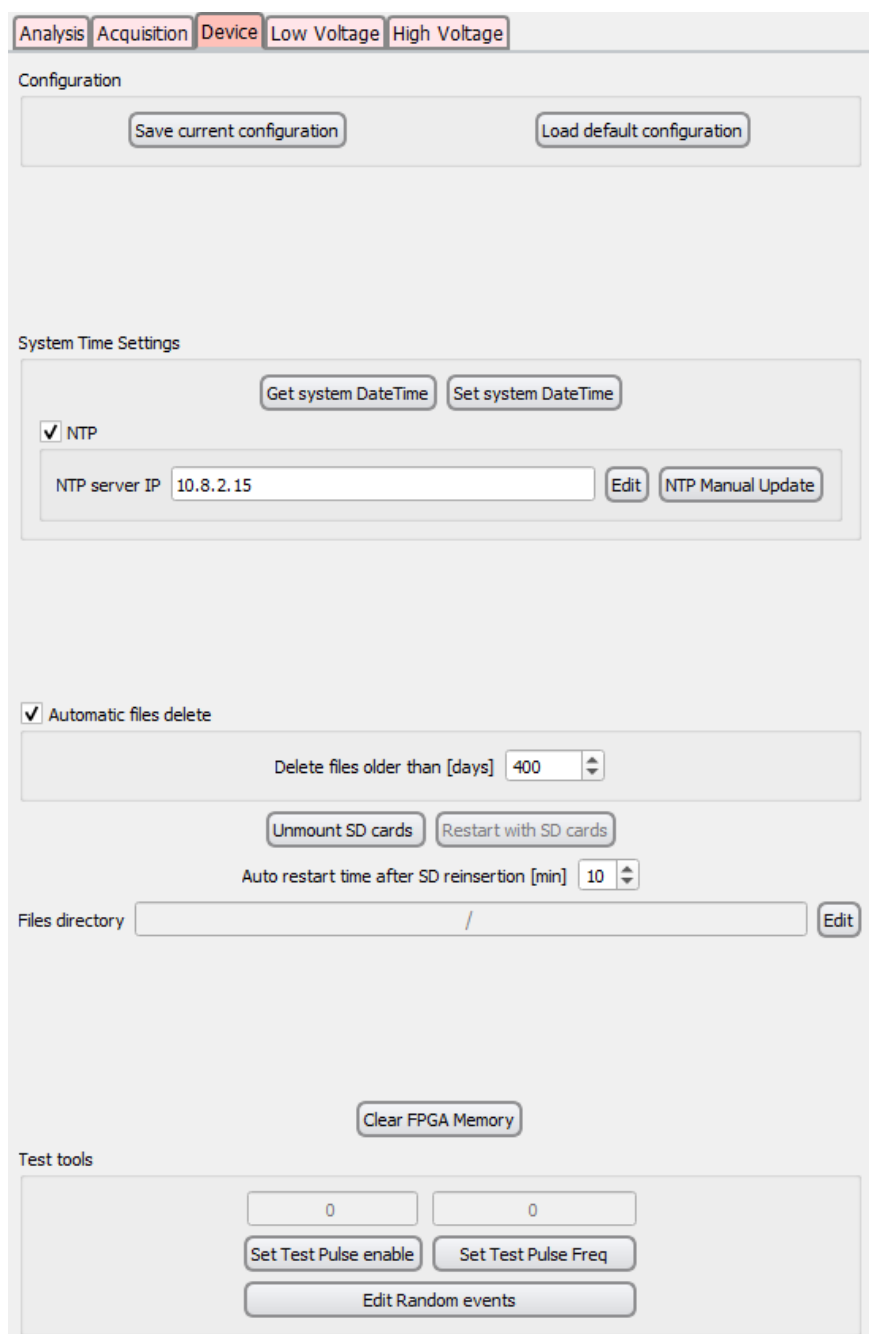 Analysis Acquisition Device Low Voltage High Voltage
Configuration
Save current configuration Load default configuration
System Time Settings
Get system DateTime Set system DateTime
NTP
NTP server IP 10.8.2.15 Edit NTP Manual Update
Automatic files delete
Delete files older than [days] 400
Unmount SD cards Restart with SD cards
Auto restart time after SD reinsertion [min] 10
Files directory / Edit
Clear FPGA Memory
Test tools
0 0
Set Test Pulse enable Set Test Pulse Freq
Edit Random events